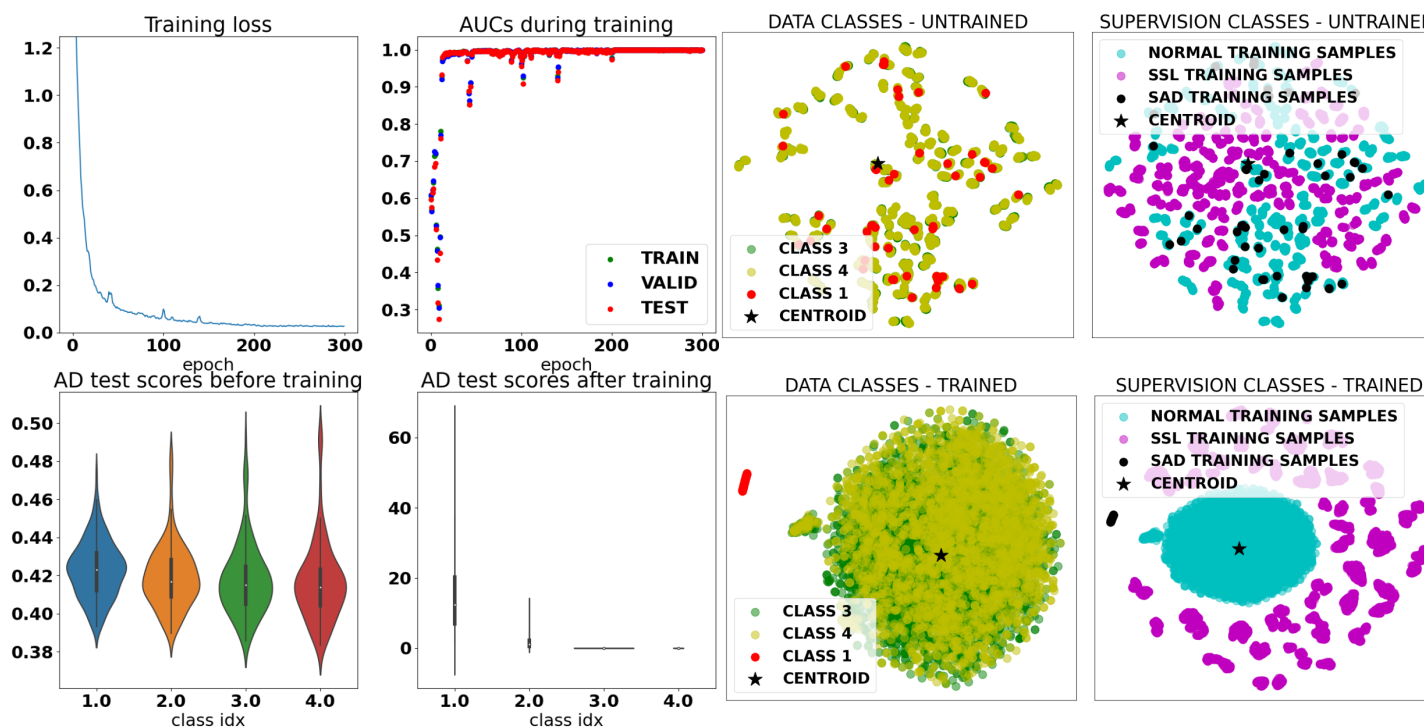 Training loss
1.2
1.0
0.8
0.6
0.4
0.2
0.0
0
100
200
300
epoch
AUCs during training
1.0
0.9
0.8
0.7
0.6
0.5
0.4
0.3
TRAIN
VALID
TEST
0
100
200
300
epoch
DATA CLASSES - UNTRAINED
CLASS 3
CLASS 4
CLASS 1
CENTROID
SUPERVISION CLASSES - UNTRAINED
NORMAL TRAINING SAMPLES
SSL TRAINING SAMPLES
SAD TRAINING SAMPLES
CENTROID
AD test scores before training
0.50
0.48
0.46
0.44
0.42
0.40
0.38
1.0
2.0
3.0
4.0
class idx
AD test scores after training
60
40
20
0
1.0
2.0
3.0
4.0
class idx
DATA CLASSES - TRAINED
CLASS 3
CLASS 4
CLASS 1
CENTROID
SUPERVISION CLASSES - TRAINED
NORMAL TRAINING SAMPLES
SSL TRAINING SAMPLES
SAD TRAINING SAMPLES
CENTROID